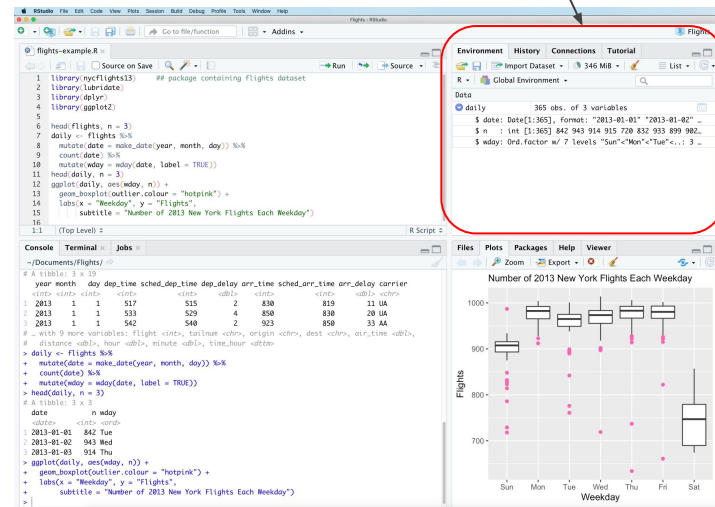 RStudio File Edit Code View Plots Session Build Debug Profile Tools Window Help
Flights - RStudio
Go to file/function Addins Flights
flights-example.R
Source on Save Run Source
1 library(nycflights13) ## package containing flights dataset
2 library(lubridate)
3 library(dplyr)
4 library(ggplot2)
5
6 head(flights, n = 3)
7 daily <- flights %>%
8 mutate(date = make_date(year, month, day)) %>%
9 count(date) %>%
10 mutate(wday = wday(date, label = TRUE))
11 head(daily, n = 3)
12 ggplot(daily, aes(wday, n)) +
13 geom_boxplot(outlier.colour = "hotpink") +
14 labs(x = "Weekday", y = "Flights",
15 subtitle = "Number of 2013 New York Flights Each Weekday")
16
1:1 (Top Level) R Script
Console Terminal Jobs
~/Documents/Flights/
# A tibble: 3 x 19
year month day dep_time sched_dep_time dep_delay arr_time sched_arr_time arr_delay carrier
<int> <int> <int> <int> <int> <dbl> <int> <int> <dbl> <chr>
1 2013 1 1 517 515 2 830 819 11 UA
2 2013 1 1 533 529 4 850 830 20 UA
3 2013 1 1 542 540 2 923 850 33 AA
# … with 9 more variables: flight <int>, tailnum <chr>, origin <chr>, dest <chr>, air_time <dbl>,
# distance <dbl>, hour <dbl>, minute <dbl>, time_hour <dttm>
> daily <- flights %>%
+ mutate(date = make_date(year, month, day)) %>%
+ count(date) %>%
+ mutate(wday = wday(date, label = TRUE))
> head(daily, n = 3)
# A tibble: 3 x 3
date n wday
<date> <int> <ord>
1 2013-01-01 842 Tue
2 2013-01-02 943 Wed
3 2013-01-03 914 Thu
> ggplot(daily, aes(wday, n)) +
+ geom_boxplot(outlier.colour = "hotpink") +
+ labs(x = "Weekday", y = "Flights",
+ subtitle = "Number of 2013 New York Flights Each Weekday")
>
Environment History Connections Tutorial
Import Dataset 346 MiB List
R Global Environment
Data
daily 365 obs. of 3 variables
$ date: Date[1:365], format: "2013-01-01" "2013-01-02" …
$ n : int [1:365] 842 943 914 915 720 832 933 899 902…
$ wday: Ord.factor w/ 7 levels "Sun"<"Mon"<"Tue"<..: 3 …
Files Plots Packages Help Viewer
Zoom Export
Number of 2013 New York Flights Each Weekday
1000
900
800
700
Flights
Sun Mon Tue Wed Thu Fri Sat
Weekday